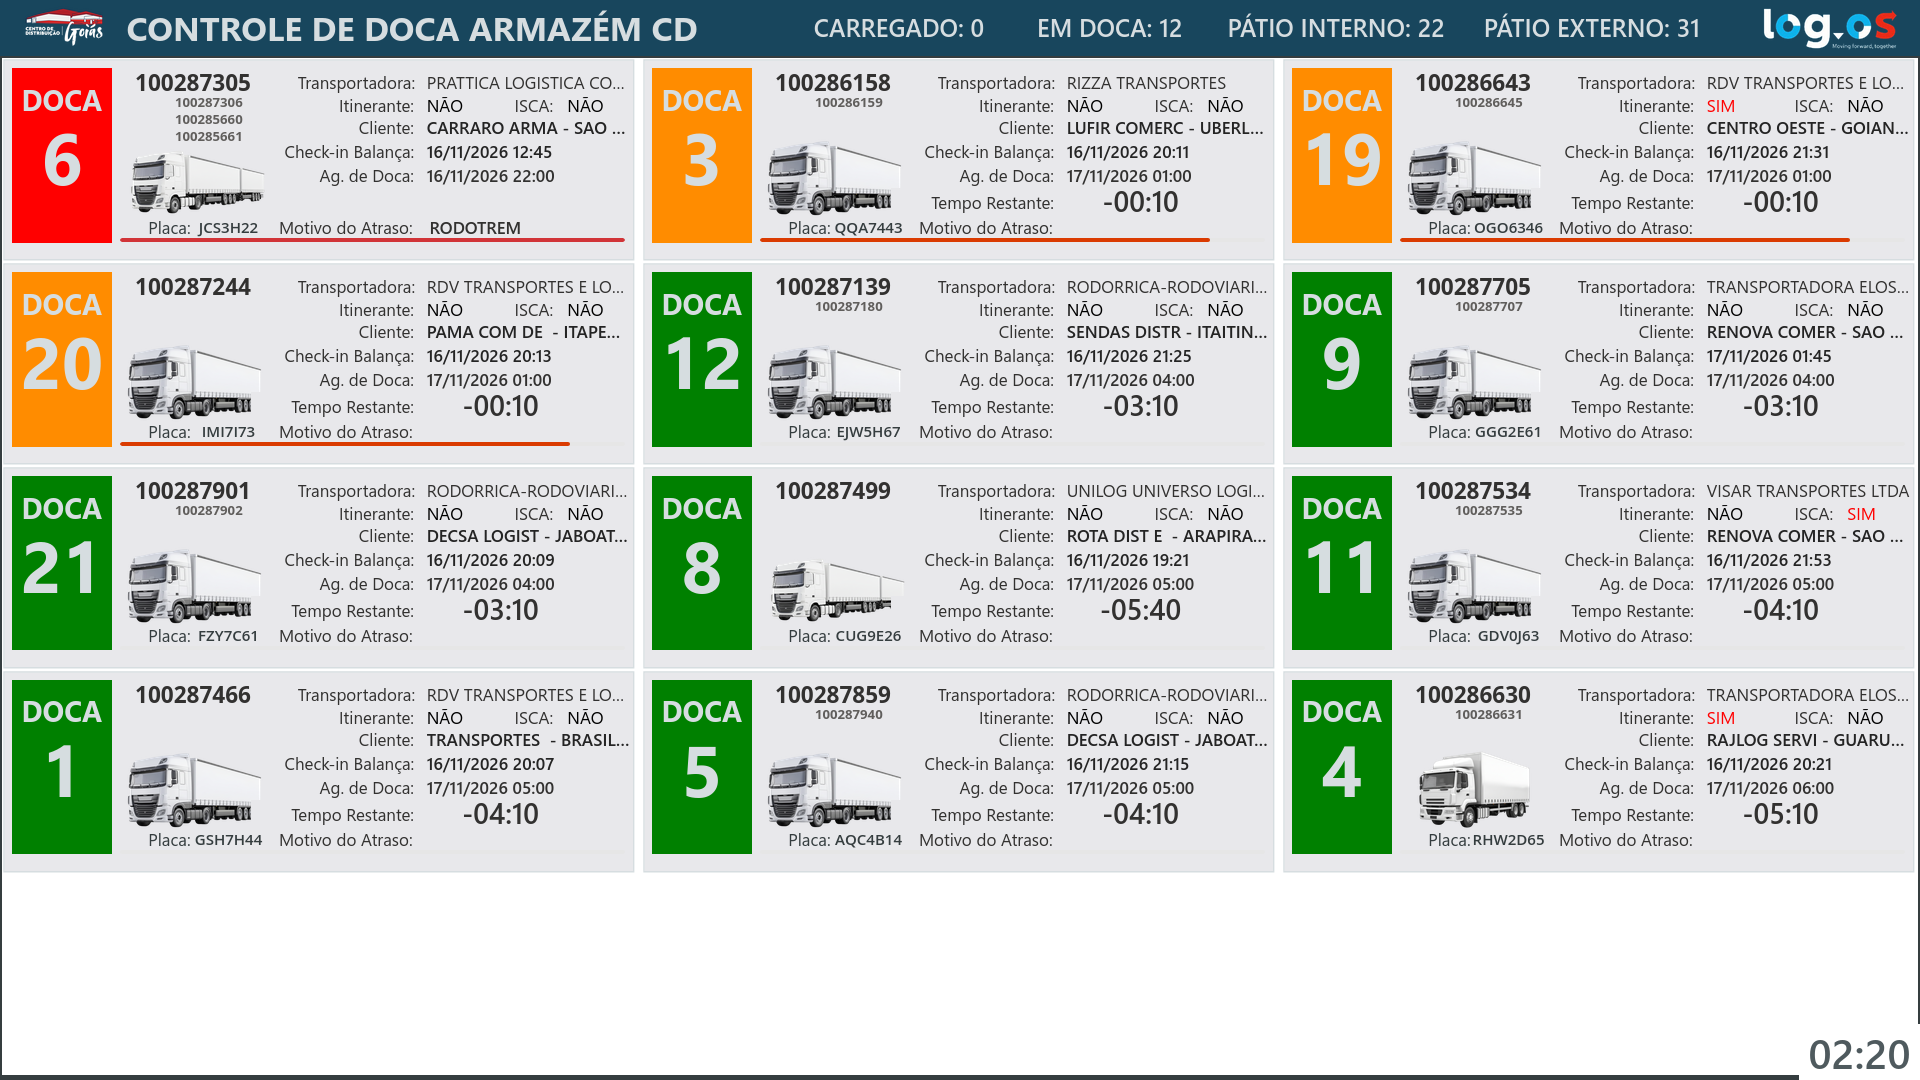 CENTRO DE DISTRIBUIÇÃO Goiás
CONTROLE DE DOCA ARMAZÉM CD
CARREGADO: 0
EM DOCA: 12
PÁTIO INTERNO: 22
PÁTIO EXTERNO: 31
log.os
Moving forward, together
DOCA
6
100287305
100287306
100285660
100285661
Transportadora: PRATTICA LOGISTICA CO...
Itinerante: NÃO ISCA: NÃO
Cliente: CARRARO ARMA - SAO ...
Check-in Balança: 16/11/2026 12:45
Ag. de Doca: 16/11/2026 22:00
Placa: JCS3H22 Motivo do Atraso: RODOTREM
DOCA
3
100286158
100286159
Transportadora: RIZZA TRANSPORTES
Itinerante: NÃO ISCA: NÃO
Cliente: LUFIR COMERC - UBERL...
Check-in Balança: 16/11/2026 20:11
Ag. de Doca: 17/11/2026 01:00
Tempo Restante: -00:10
Placa: QQA7443 Motivo do Atraso:
DOCA
19
100286643
100286645
Transportadora: RDV TRANSPORTES E LO...
Itinerante: SIM ISCA: NÃO
Cliente: CENTRO OESTE - GOIAN...
Check-in Balança: 16/11/2026 21:31
Ag. de Doca: 17/11/2026 01:00
Tempo Restante: -00:10
Placa: OGO6346 Motivo do Atraso:
DOCA
20
100287244
Transportadora: RDV TRANSPORTES E LO...
Itinerante: NÃO ISCA: NÃO
Cliente: PAMA COM DE - ITAPE...
Check-in Balança: 16/11/2026 20:13
Ag. de Doca: 17/11/2026 01:00
Tempo Restante: -00:10
Placa: IMI7I73 Motivo do Atraso:
DOCA
12
100287139
100287180
Transportadora: RODORRICA-RODOVIARI...
Itinerante: NÃO ISCA: NÃO
Cliente: SENDAS DISTR - ITAITIN...
Check-in Balança: 16/11/2026 21:25
Ag. de Doca: 17/11/2026 04:00
Tempo Restante: -03:10
Placa: EJW5H67 Motivo do Atraso:
DOCA
9
100287705
100287707
Transportadora: TRANSPORTADORA ELOS...
Itinerante: NÃO ISCA: NÃO
Cliente: RENOVA COMER - SAO ...
Check-in Balança: 17/11/2026 01:45
Ag. de Doca: 17/11/2026 04:00
Tempo Restante: -03:10
Placa: GGG2E61 Motivo do Atraso:
DOCA
21
100287901
100287902
Transportadora: RODORRICA-RODOVIARI...
Itinerante: NÃO ISCA: NÃO
Cliente: DECSA LOGIST - JABOAT...
Check-in Balança: 16/11/2026 20:09
Ag. de Doca: 17/11/2026 04:00
Tempo Restante: -03:10
Placa: FZY7C61 Motivo do Atraso:
DOCA
8
100287499
Transportadora: UNILOG UNIVERSO LOGI...
Itinerante: NÃO ISCA: NÃO
Cliente: ROTA DIST E - ARAPIRA...
Check-in Balança: 16/11/2026 19:21
Ag. de Doca: 17/11/2026 05:00
Tempo Restante: -05:40
Placa: CUG9E26 Motivo do Atraso:
DOCA
11
100287534
100287535
Transportadora: VISAR TRANSPORTES LTDA
Itinerante: NÃO ISCA: SIM
Cliente: RENOVA COMER - SAO ...
Check-in Balança: 16/11/2026 21:53
Ag. de Doca: 17/11/2026 05:00
Tempo Restante: -04:10
Placa: GDV0J63 Motivo do Atraso:
DOCA
1
100287466
Transportadora: RDV TRANSPORTES E LO...
Itinerante: NÃO ISCA: NÃO
Cliente: TRANSPORTES - BRASIL...
Check-in Balança: 16/11/2026 20:07
Ag. de Doca: 17/11/2026 05:00
Tempo Restante: -04:10
Placa: GSH7H44 Motivo do Atraso:
DOCA
5
100287859
100287940
Transportadora: RODORRICA-RODOVIARI...
Itinerante: NÃO ISCA: NÃO
Cliente: DECSA LOGIST - JABOAT...
Check-in Balança: 16/11/2026 21:15
Ag. de Doca: 17/11/2026 05:00
Tempo Restante: -04:10
Placa: AQC4B14 Motivo do Atraso:
DOCA
4
100286630
100286631
Transportadora: TRANSPORTADORA ELOS...
Itinerante: SIM ISCA: NÃO
Cliente: RAJLOG SERVI - GUARU...
Check-in Balança: 16/11/2026 20:21
Ag. de Doca: 17/11/2026 06:00
Tempo Restante: -05:10
Placa: RHW2D65 Motivo do Atraso:
02:20